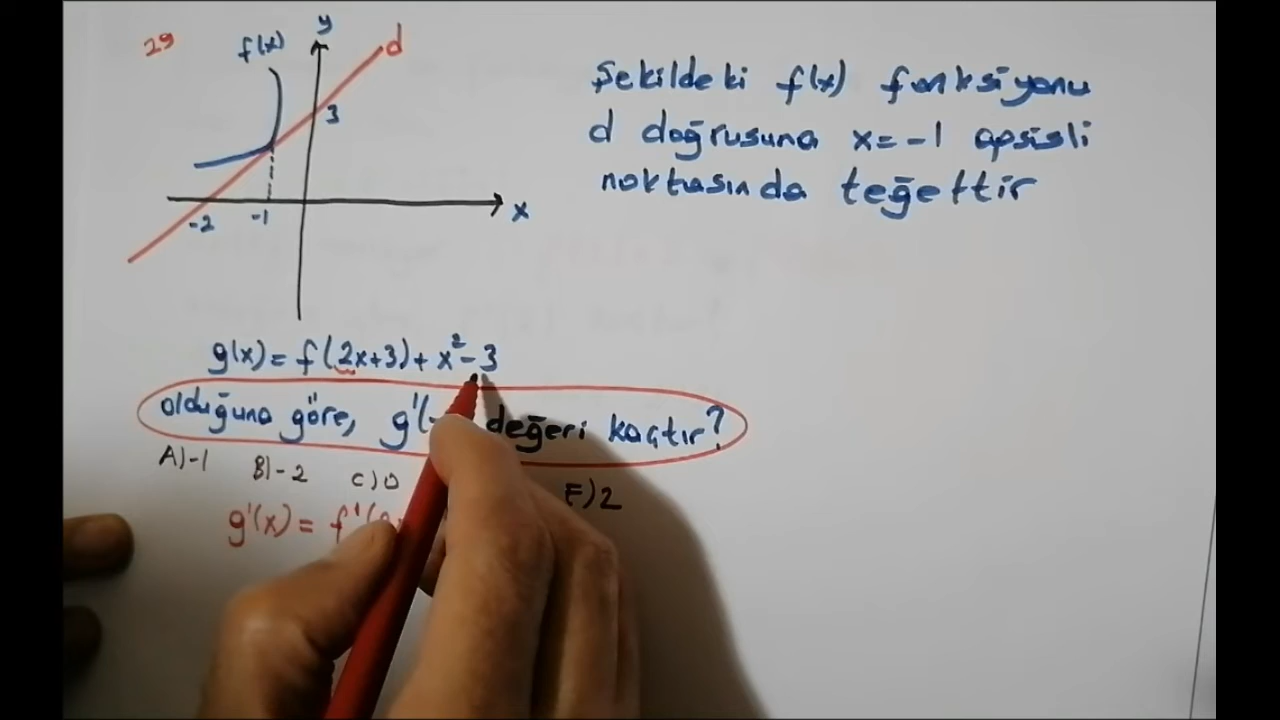 29
f(x)
y
d
3
-2
-1
x
Şekildeki f(x) fonksiyonu
d doğrusuna x=-1 apsisli
noktasında teğettir
g(x)= f(2x+3)+x²-3
olduğuna göre, g'(- değeri kaçtır?
A)-1 B)-2 C)0 E)2
g'(x)= f'(2x